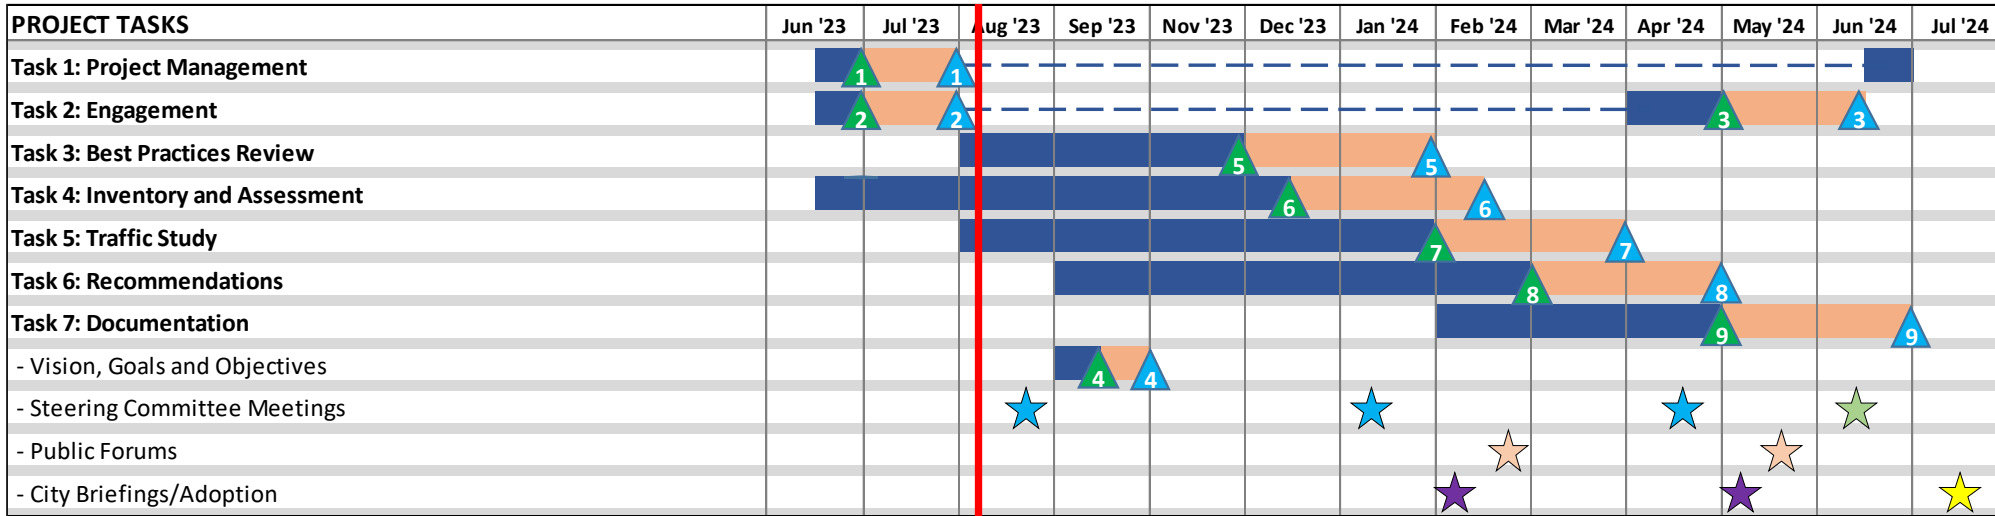 PROJECT TASKS Jun '23 Jul '23 Aug '23 Sep '23 Nov '23 Dec '23 Jan '24 Feb '24 Mar '24 Apr '24 May '24 Jun '24 Jul '24
Task 1: Project Management 1 1
Task 2: Engagement 2 2 3 3
Task 3: Best Practices Review 5 5
Task 4: Inventory and Assessment 6 6
Task 5: Traffic Study 7 7
Task 6: Recommendations 8 8
Task 7: Documentation 9 9
- Vision, Goals and Objectives 4 4
- Steering Committee Meetings
- Public Forums
- City Briefings/Adoption